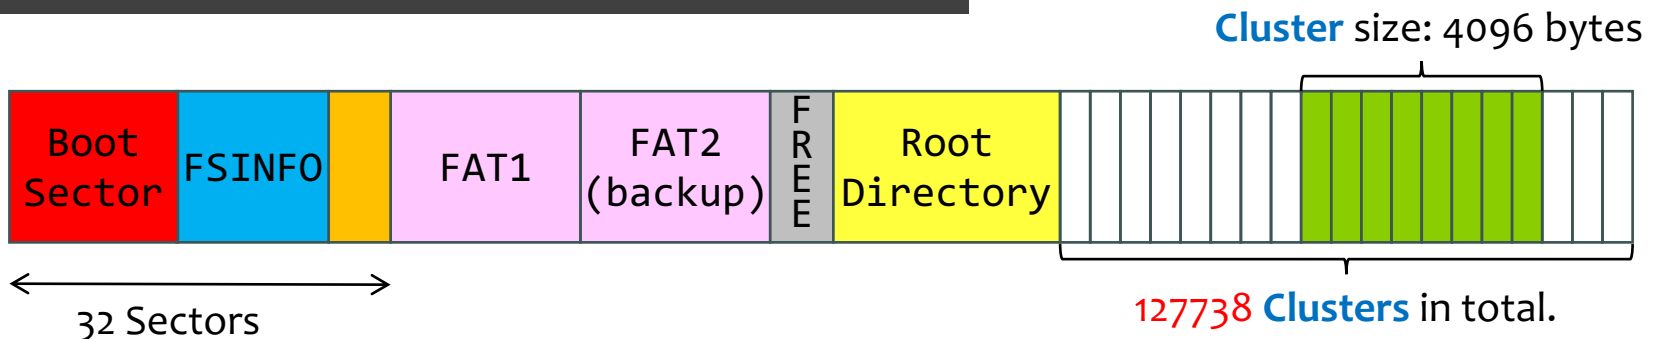 Cluster size: 4096 bytes
Boot
Sector
FSINFO
FAT1
FAT2
(backup)
F
R
E
E
Root
Directory
32 Sectors
127738 Clusters in total.